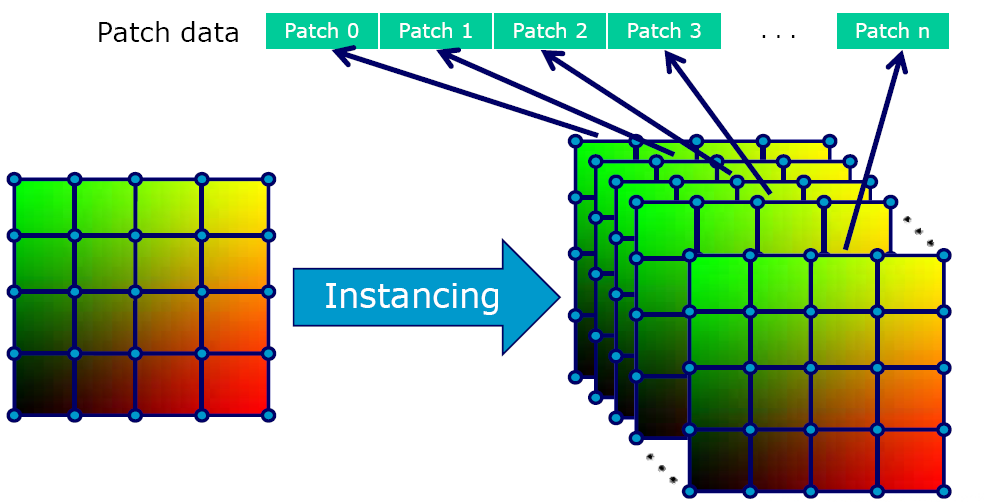 Patch data Patch 0 Patch 1 Patch 2 Patch 3 . . . Patch n
Instancing